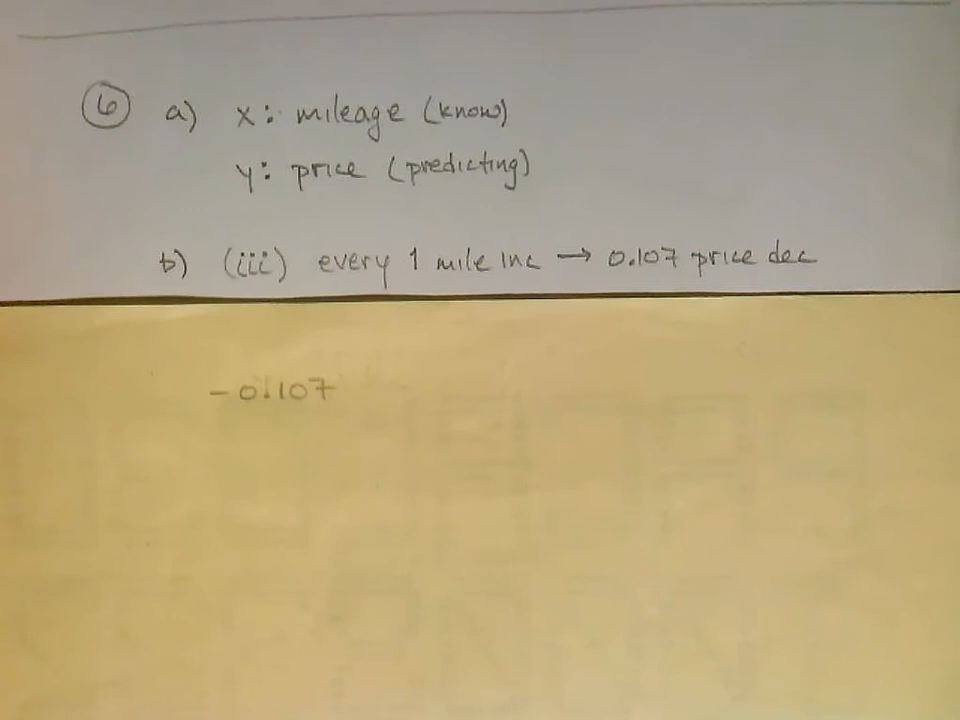 6 a) x: mileage (know)
y: price (predicting)
b) (iii) every 1 mile inc → 0.107 price dec
-0.107